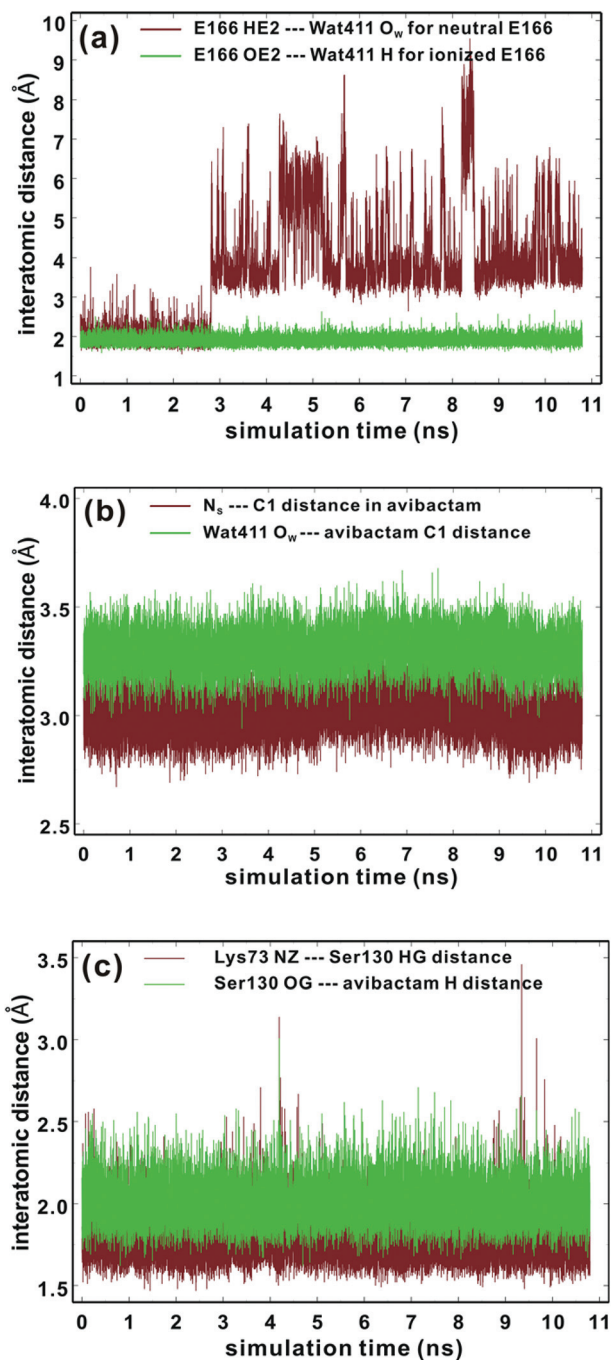 (a)
E166 HE2 --- Wat411 Ow for neutral E166
E166 OE2 --- Wat411 H for ionized E166
interatomic distance (Å)
10
9
8
7
6
5
4
3
2
1
0 1 2 3 4 5 6 7 8 9 10 11
simulation time (ns)
(b)
Ns --- C1 distance in avibactam
Wat411 Ow --- avibactam C1 distance
interatomic distance (Å)
4.0
3.5
3.0
2.5
0 1 2 3 4 5 6 7 8 9 10 11
simulation time (ns)
(c)
Lys73 NZ --- Ser130 HG distance
Ser130 OG --- avibactam H distance
interatomic distance (Å)
3.5
3.0
2.5
2.0
1.5
0 1 2 3 4 5 6 7 8 9 10 11
simulation time (ns)